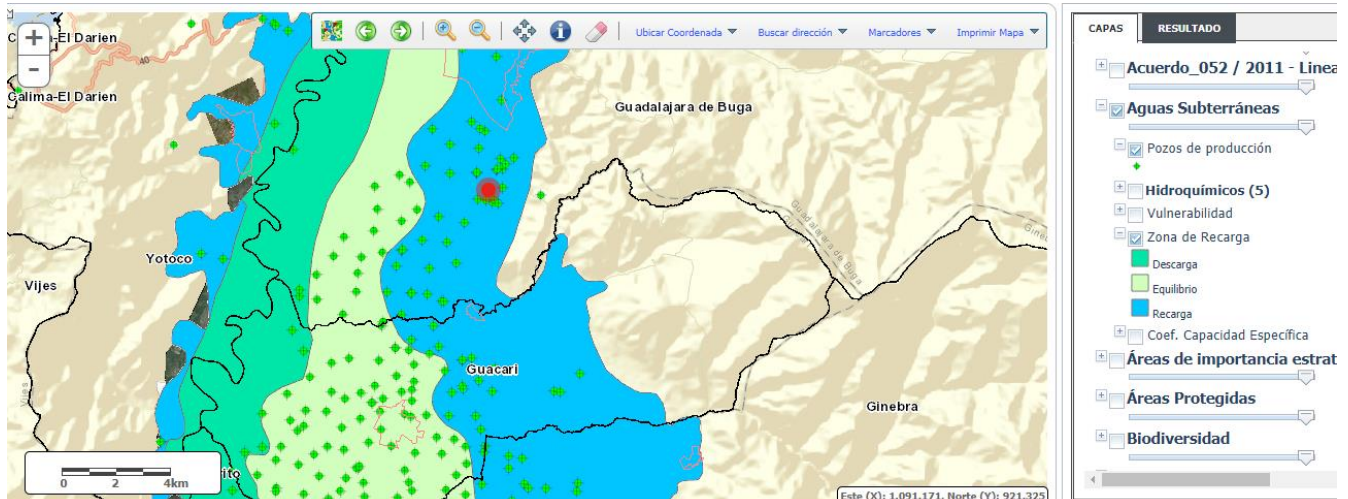 Ubicar Coordenada
Buscar dirección
Marcadores
Imprimir Mapa
El Darien
40
Calima-El Darien
Guadalajara de Buga
Guadalajara de Buga
Yotoco
Vijes
Vijes
Guacari
Ginebra
0 2 4km
Este (X): 1.091.171, Norte (Y): 921.325
CAPAS RESULTADO
Acuerdo_052 / 2011 - Linea
Aguas Subterráneas
Pozos de producción
Hidroquímicos (5)
Vulnerabilidad
Zona de Recarga
Descarga
Equilibrio
Recarga
Coef. Capacidad Específica
Áreas de importancia estrat
Áreas Protegidas
Biodiversidad